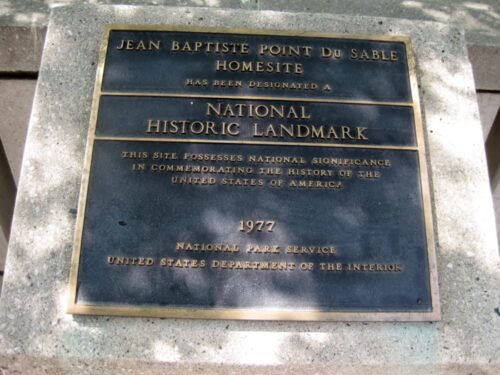 JEAN BAPTISTE POINT DU SABLE
HOMESITE
HAS BEEN DESIGNATED A
NATIONAL
HISTORIC LANDMARK
THIS SITE POSSESSES NATIONAL SIGNIFICANCE
IN COMMEMORATING THE HISTORY OF THE
UNITED STATES OF AMERICA
1977
NATIONAL PARK SERVICE
UNITED STATES DEPARTMENT OF THE INTERIOR